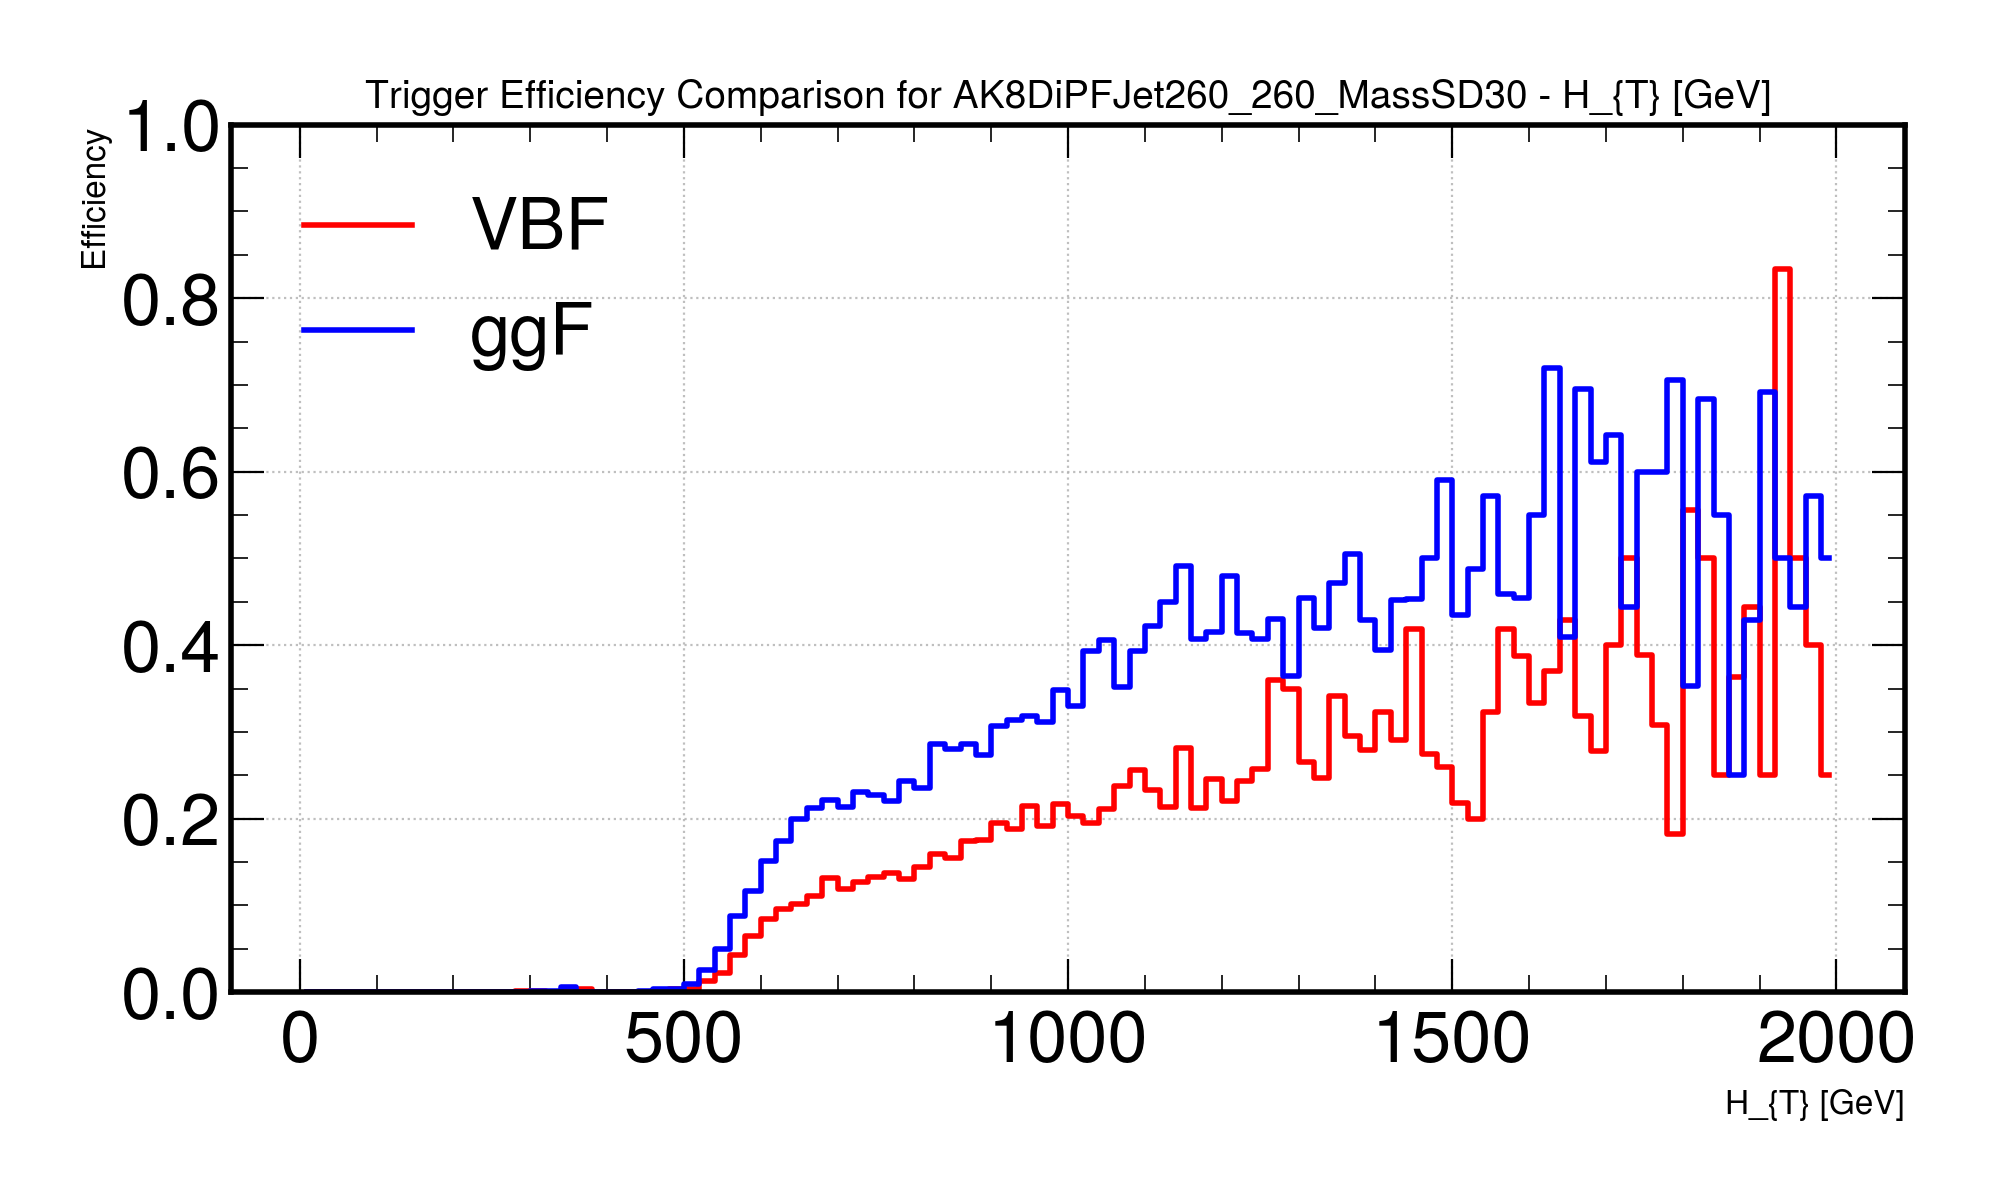 Trigger Efficiency Comparison for AK8DiPFJet260_260_MassSD30 - H_{T} [GeV]
Efficiency
1.0
0.8
0.6
0.4
0.2
0.0
VBF
ggF
0 500 1000 1500 2000
H_{T} [GeV]